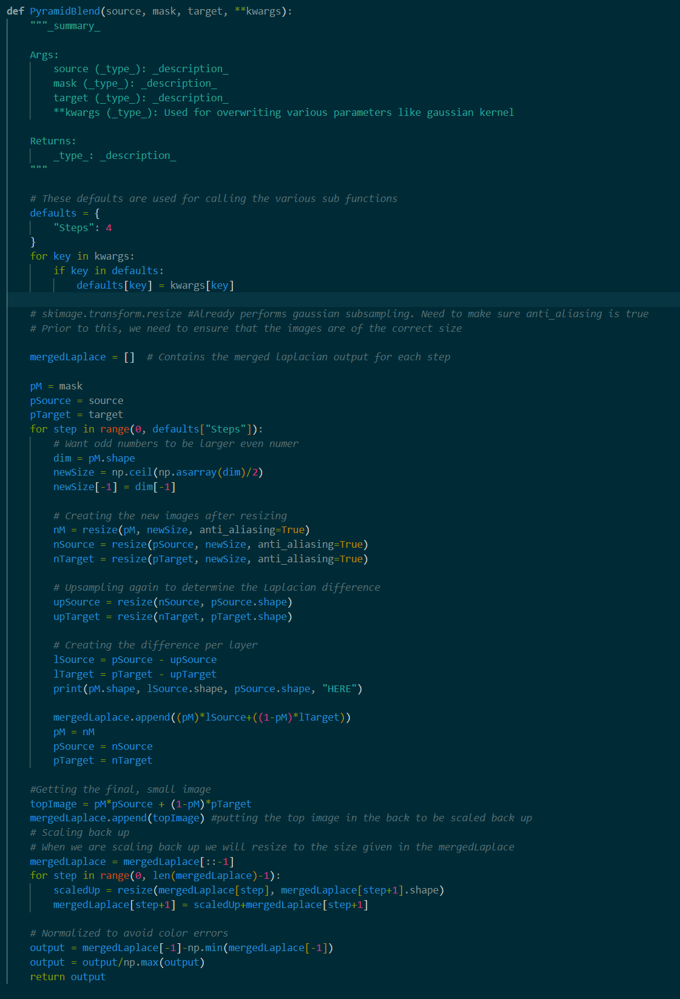 def PyramidBlend(source, mask, target, **kwargs):
    """_summary_

    Args:
        source (_type_): _description_
        mask (_type_): _description_
        target (_type_): _description_
        **kwargs (_type_): Used for overwriting various parameters like gaussian kernel

    Returns:
        _type_: _description_
    """

    # These defaults are used for calling the various sub functions
    defaults = {
        "Steps": 4
    }
    for key in kwargs:
        if key in defaults:
            defaults[key] = kwargs[key]

    # skimage.transform.resize #Already performs gaussian subsampling. Need to make sure anti_aliasing is true
    # Prior to this, we need to ensure that the images are of the correct size

    mergedLaplace = []  # Contains the merged laplacian output for each step

    pM = mask
    pSource = source
    pTarget = target
    for step in range(0, defaults["Steps"]):
        # Want odd numbers to be larger even numer
        dim = pM.shape
        newSize = np.ceil(np.asarray(dim)/2)
        newSize[-1] = dim[-1]

        # Creating the new images after resizing
        nM = resize(pM, newSize, anti_aliasing=True)
        nSource = resize(pSource, newSize, anti_aliasing=True)
        nTarget = resize(pTarget, newSize, anti_aliasing=True)

        # Upsampling again to determine the Laplacian difference
        upSource = resize(nSource, pSource.shape)
        upTarget = resize(nTarget, pTarget.shape)

        # Creating the difference per layer
        lSource = pSource - upSource
        lTarget = pTarget - upTarget
        print(pM.shape, lSource.shape, pSource.shape, "HERE")

        mergedLaplace.append((pM)*lSource+((1-pM)*lTarget))
        pM = nM
        pSource = nSource
        pTarget = nTarget

    #Getting the final, small image
    topImage = pM*pSource + (1-pM)*pTarget
    mergedLaplace.append(topImage) #putting the top image in the back to be scaled back up
    # Scaling back up
    # When we are scaling back up we will resize to the size given in the mergedLaplace
    mergedLaplace = mergedLaplace[::-1]
    for step in range(0, len(mergedLaplace)-1):
        scaledUp = resize(mergedLaplace[step], mergedLaplace[step+1].shape)
        mergedLaplace[step+1] = scaledUp+mergedLaplace[step+1]

    # Normalized to avoid color errors
    output = mergedLaplace[-1]-np.min(mergedLaplace[-1])
    output = output/np.max(output)
    return output